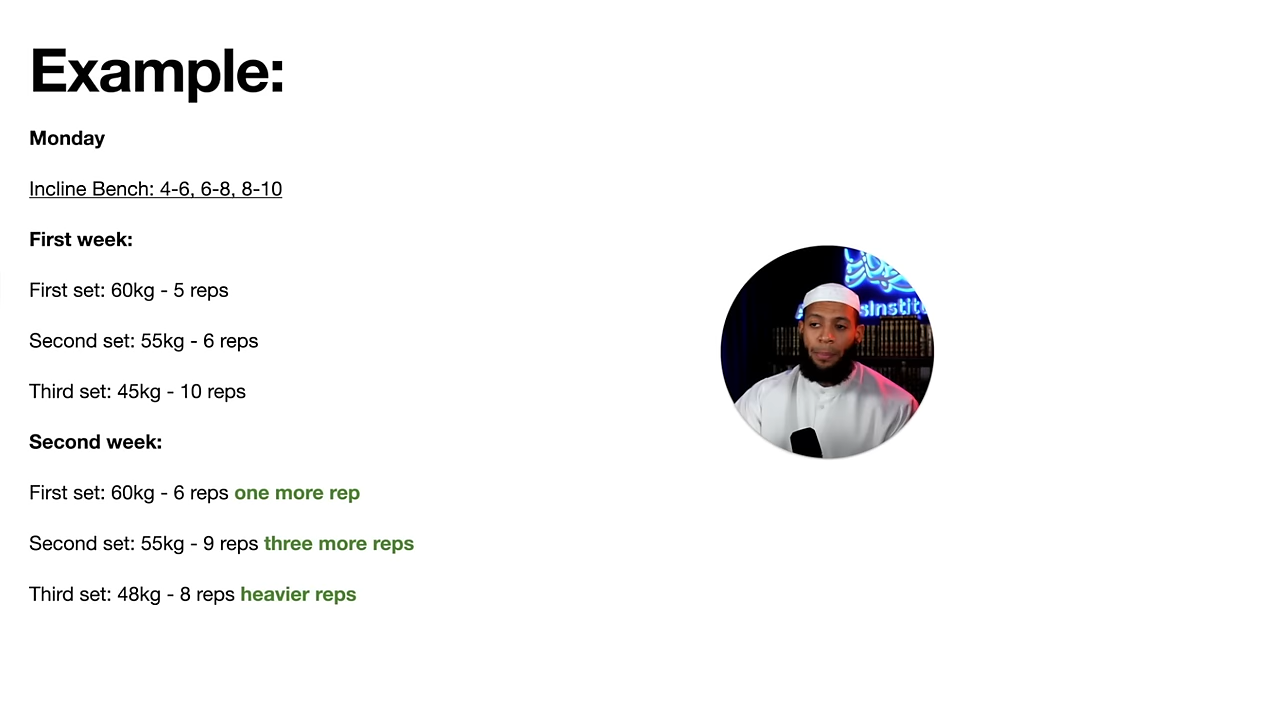 Example:
Monday
Incline Bench: 4-6, 6-8, 8-10
First week:
First set: 60kg - 5 reps
Second set: 55kg - 6 reps
Third set: 45kg - 10 reps
Second week:
First set: 60kg - 6 reps one more rep
Second set: 55kg - 9 reps three more reps
Third set: 48kg - 8 reps heavier reps